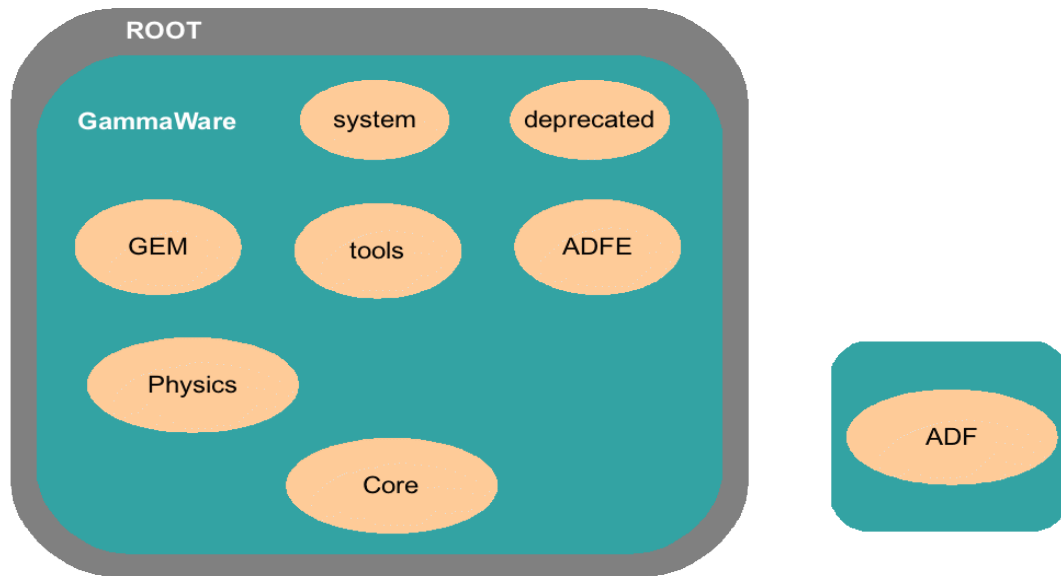 ROOT
GammaWare
system
deprecated
GEM
tools
ADFE
Physics
ADF
Core